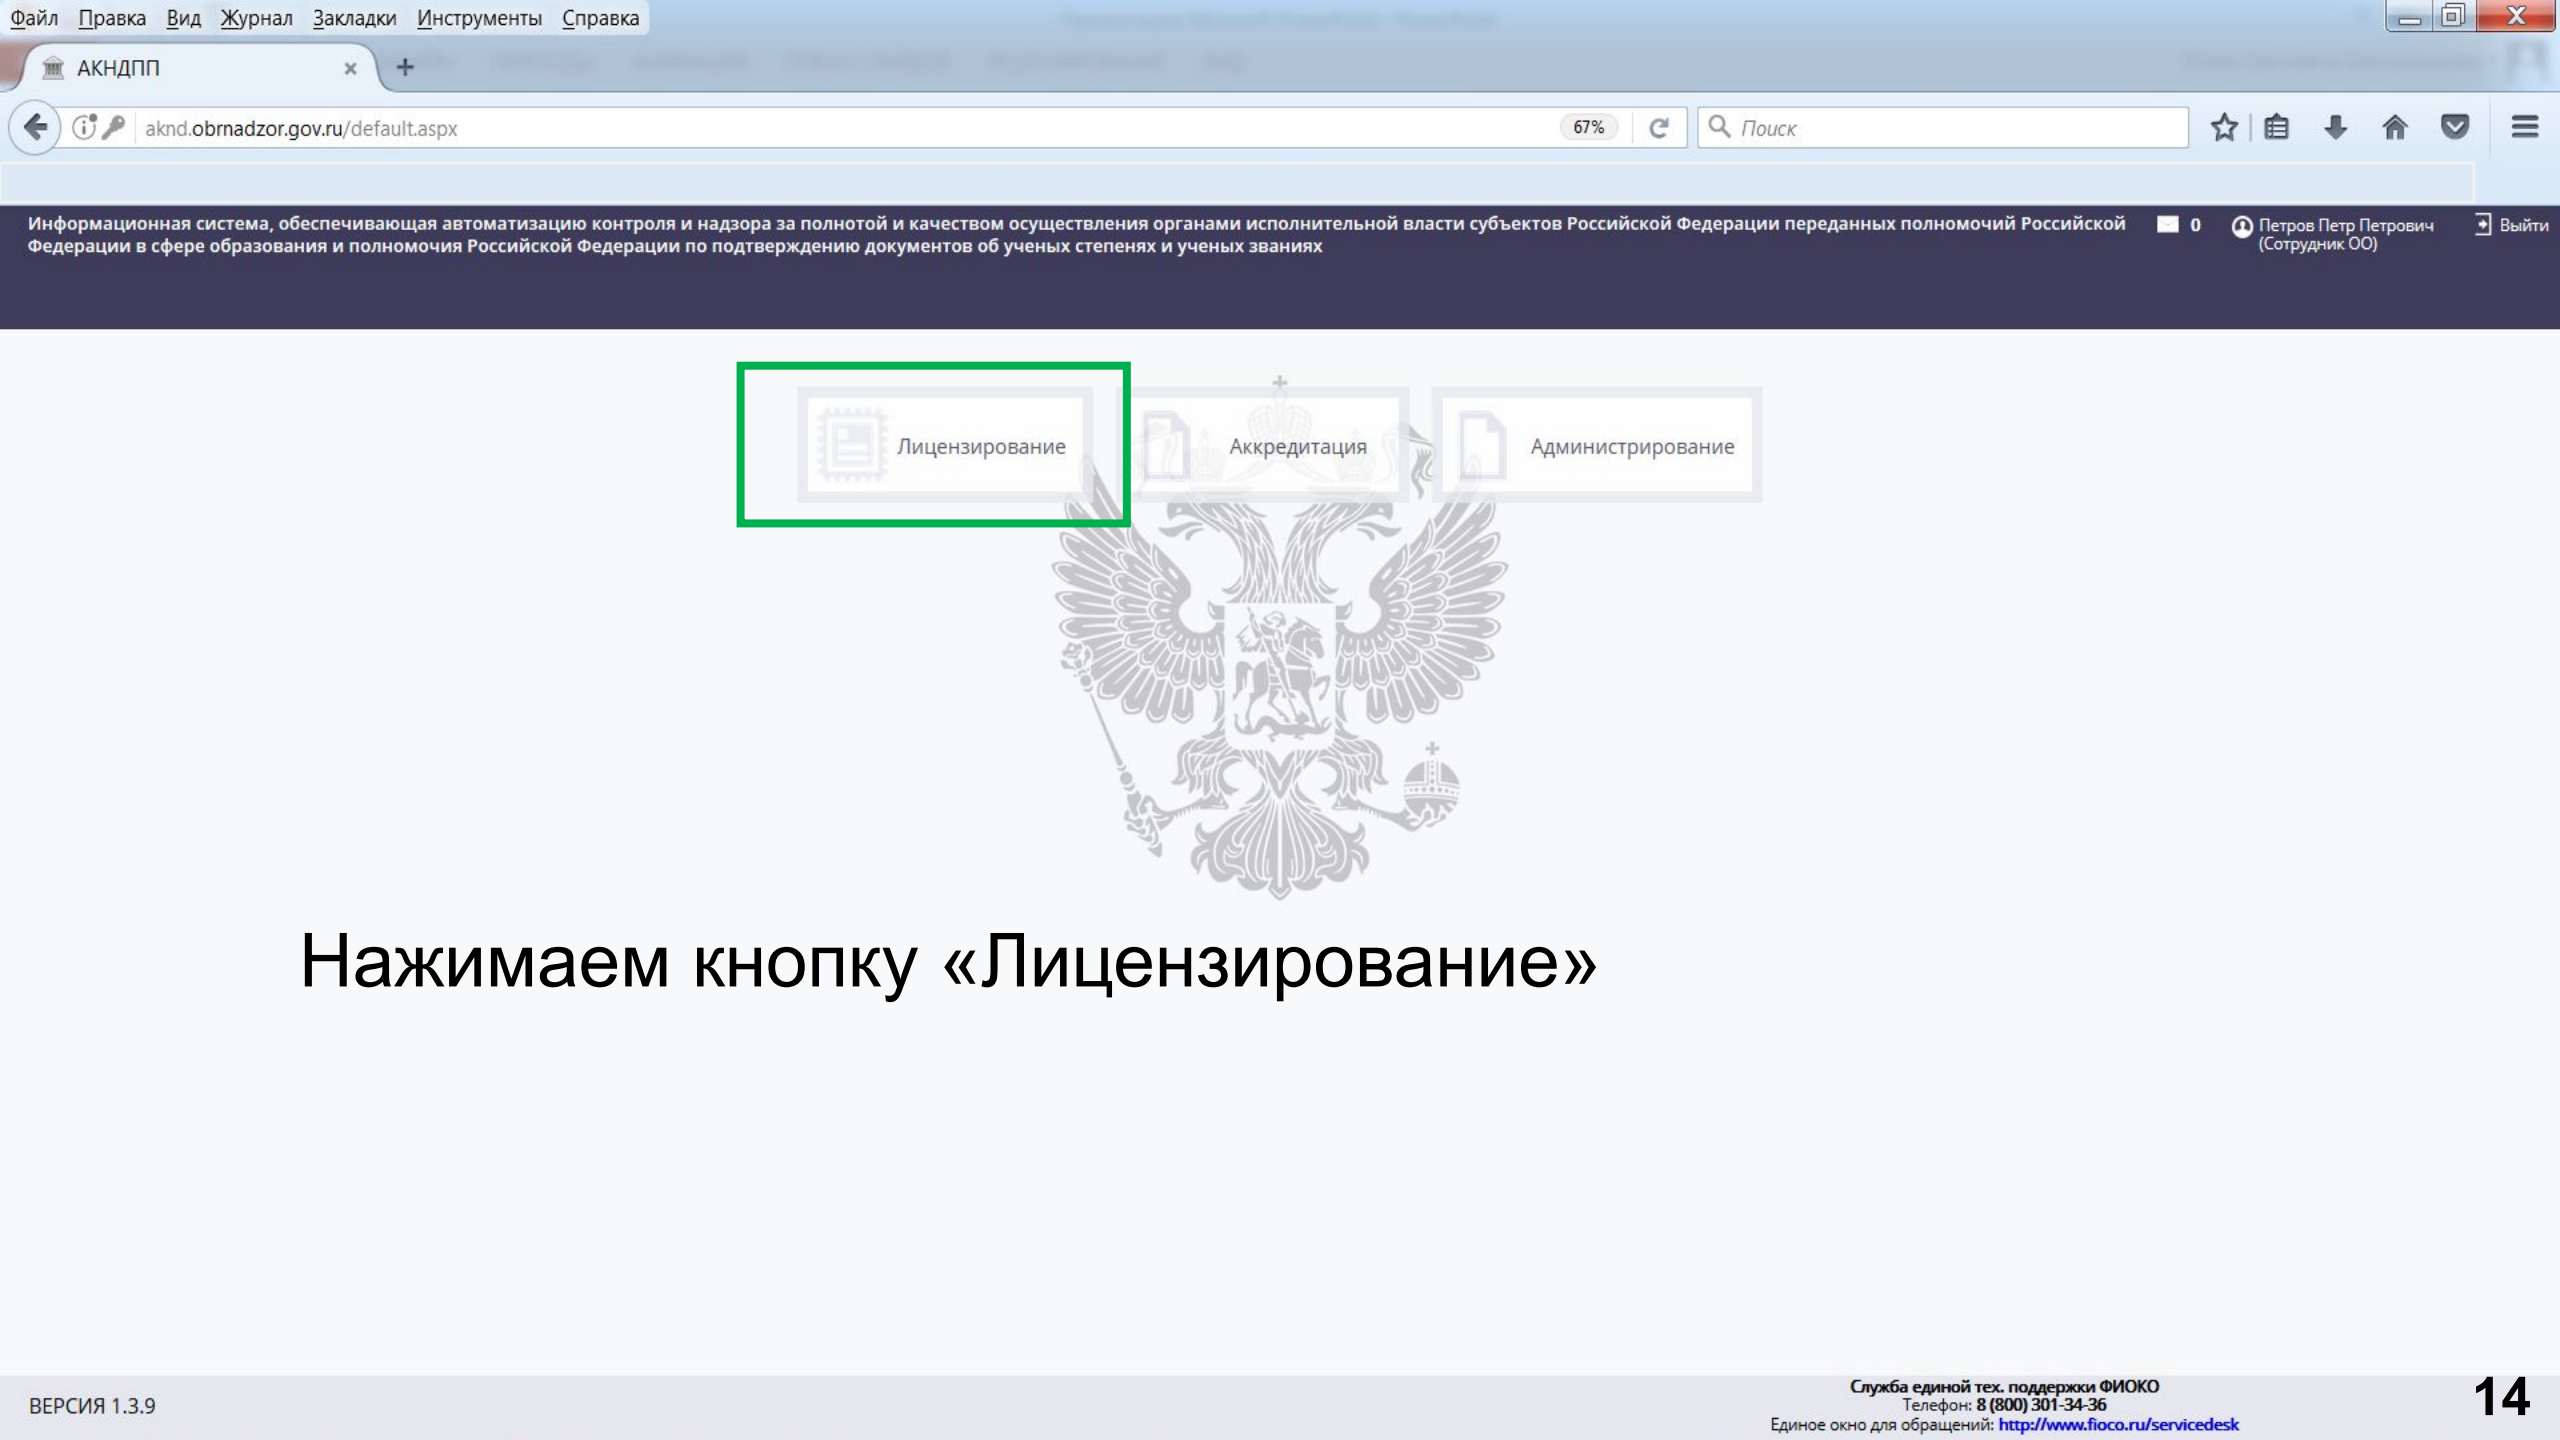 Файл Правка Вид Журнал Закладки Инструменты Справка
АКНДПП
aknd.obrnadzor.gov.ru/default.aspx 67% Поиск
Информационная система, обеспечивающая автоматизацию контроля и надзора за полнотой и качеством осуществления органами исполнительной власти субъектов Российской Федерации переданных полномочий Российской
Федерации в сфере образования и полномочия Российской Федерации по подтверждению документов об ученых степенях и ученых званиях
0
Петров Петр Петрович
(Сотрудник ОО)
Выйти
Лицензирование
Аккредитация
Администрирование
Нажимаем кнопку «Лицензирование»
ВЕРСИЯ 1.3.9
Служба единой тех. поддержки ФИОКО
Телефон: 8 (800) 301-34-36
Единое окно для обращений: http://www.fioco.ru/servicedesk
14